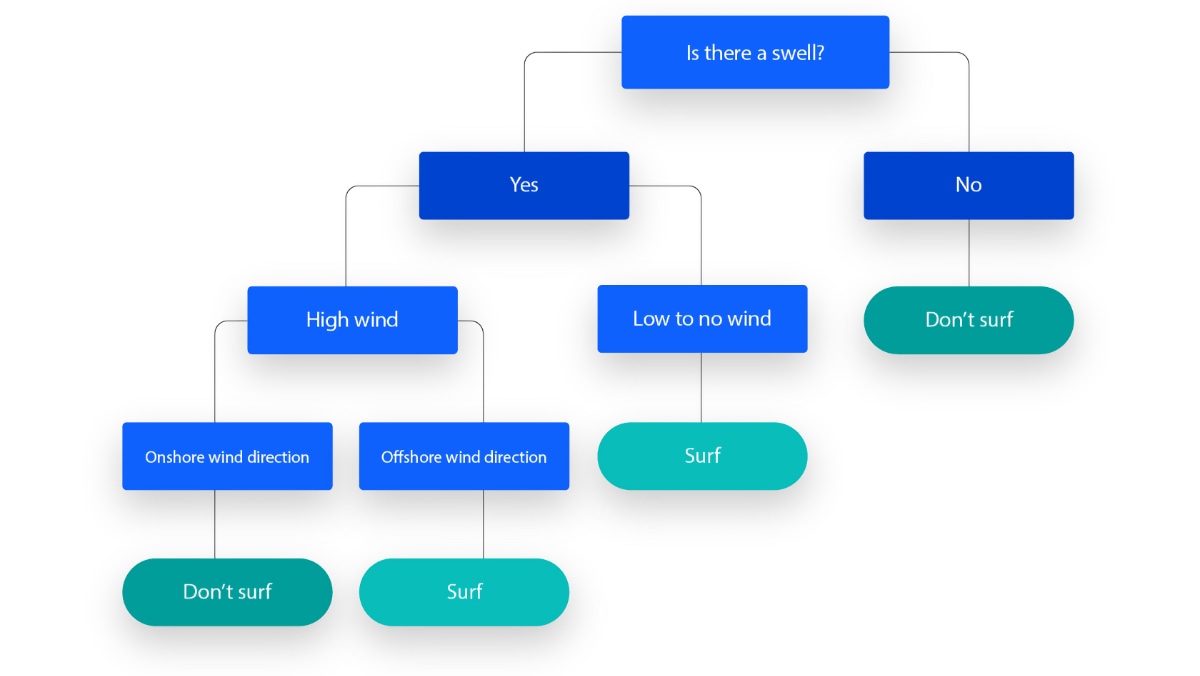 Is there a swell?
Yes
No
High wind
Low to no wind
Don’t surf
Onshore wind direction
Offshore wind direction
Surf
Don’t surf
Surf